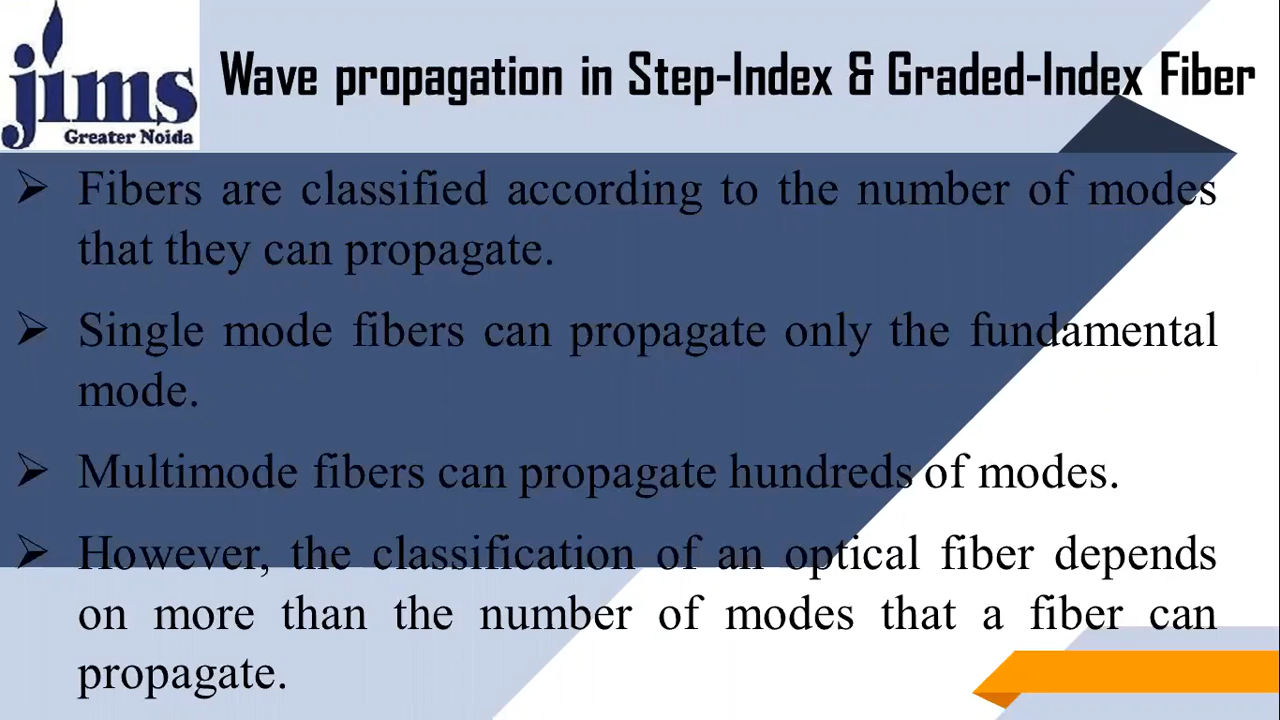 jims
Greater Noida
Wave propagation in Step-Index & Graded-Index Fiber
➢ Fibers are classified according to the number of modes
that they can propagate.
➢ Single mode fibers can propagate only the fundamental
mode.
➢ Multimode fibers can propagate hundreds of modes.
➢ However, the classification of an optical fiber depends
on more than the number of modes that a fiber can
propagate.